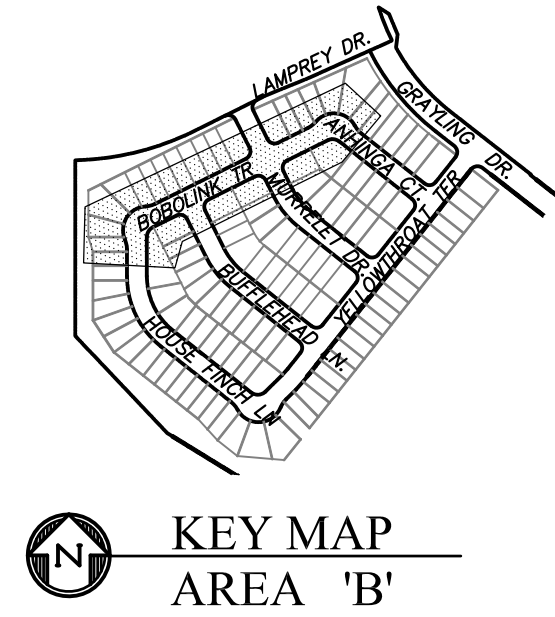 LAMPREY DR.
GRAYLING DR.
ANHINGA CT.
BOBOLINK TR
MURRELET DR.
YELLOWTHROAT TER
BUFFLEHEAD LN.
HOUSE FINCH LN
N
KEY MAP
AREA 'B'